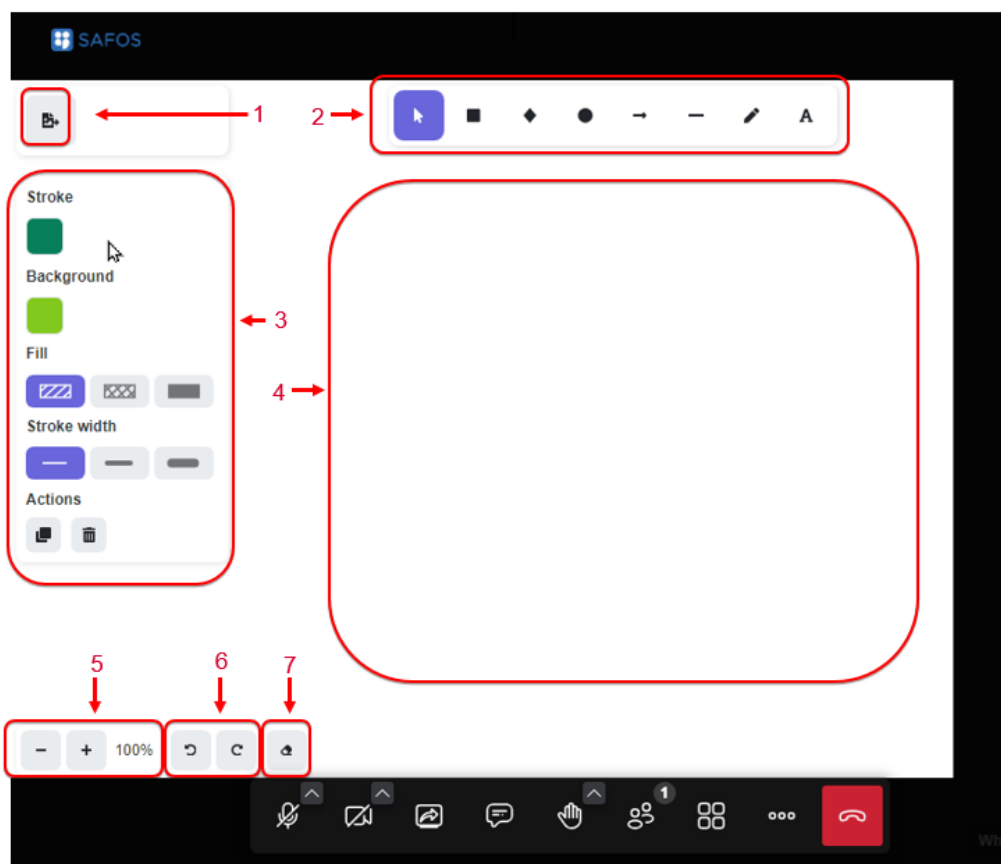 SAFOS
1
2
A
Stroke
Background
3
Fill
4
Stroke width
Actions
5
6
7
100%
1